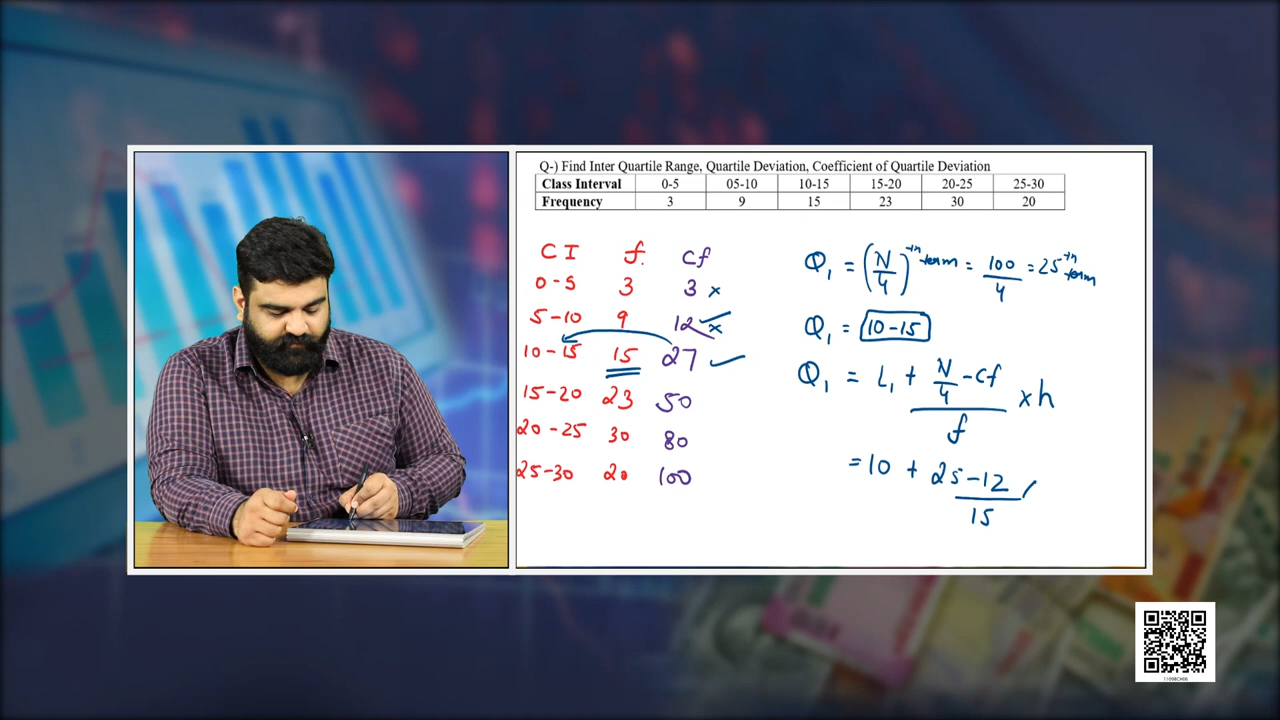 Q-) Find Inter Quartile Range, Quartile Deviation, Coefficient of Quartile Deviation
Class Interval 0-5 05-10 10-15 15-20 20-25 25-30
Frequency 3 9 15 23 30 20
CI f. cf
0-5 3 3 x
5-10 9 12 x
10-15 15 27 ✓
15-20 23 50
20-25 30 80
25-30 20 100
Q₁ = (N/4)th term = 100/4 = 25th term
Q₁ = 10-15
Q₁ = L₁ + (N/4 - cf)/f × h
= 10 + 25-12/15
11098CH06